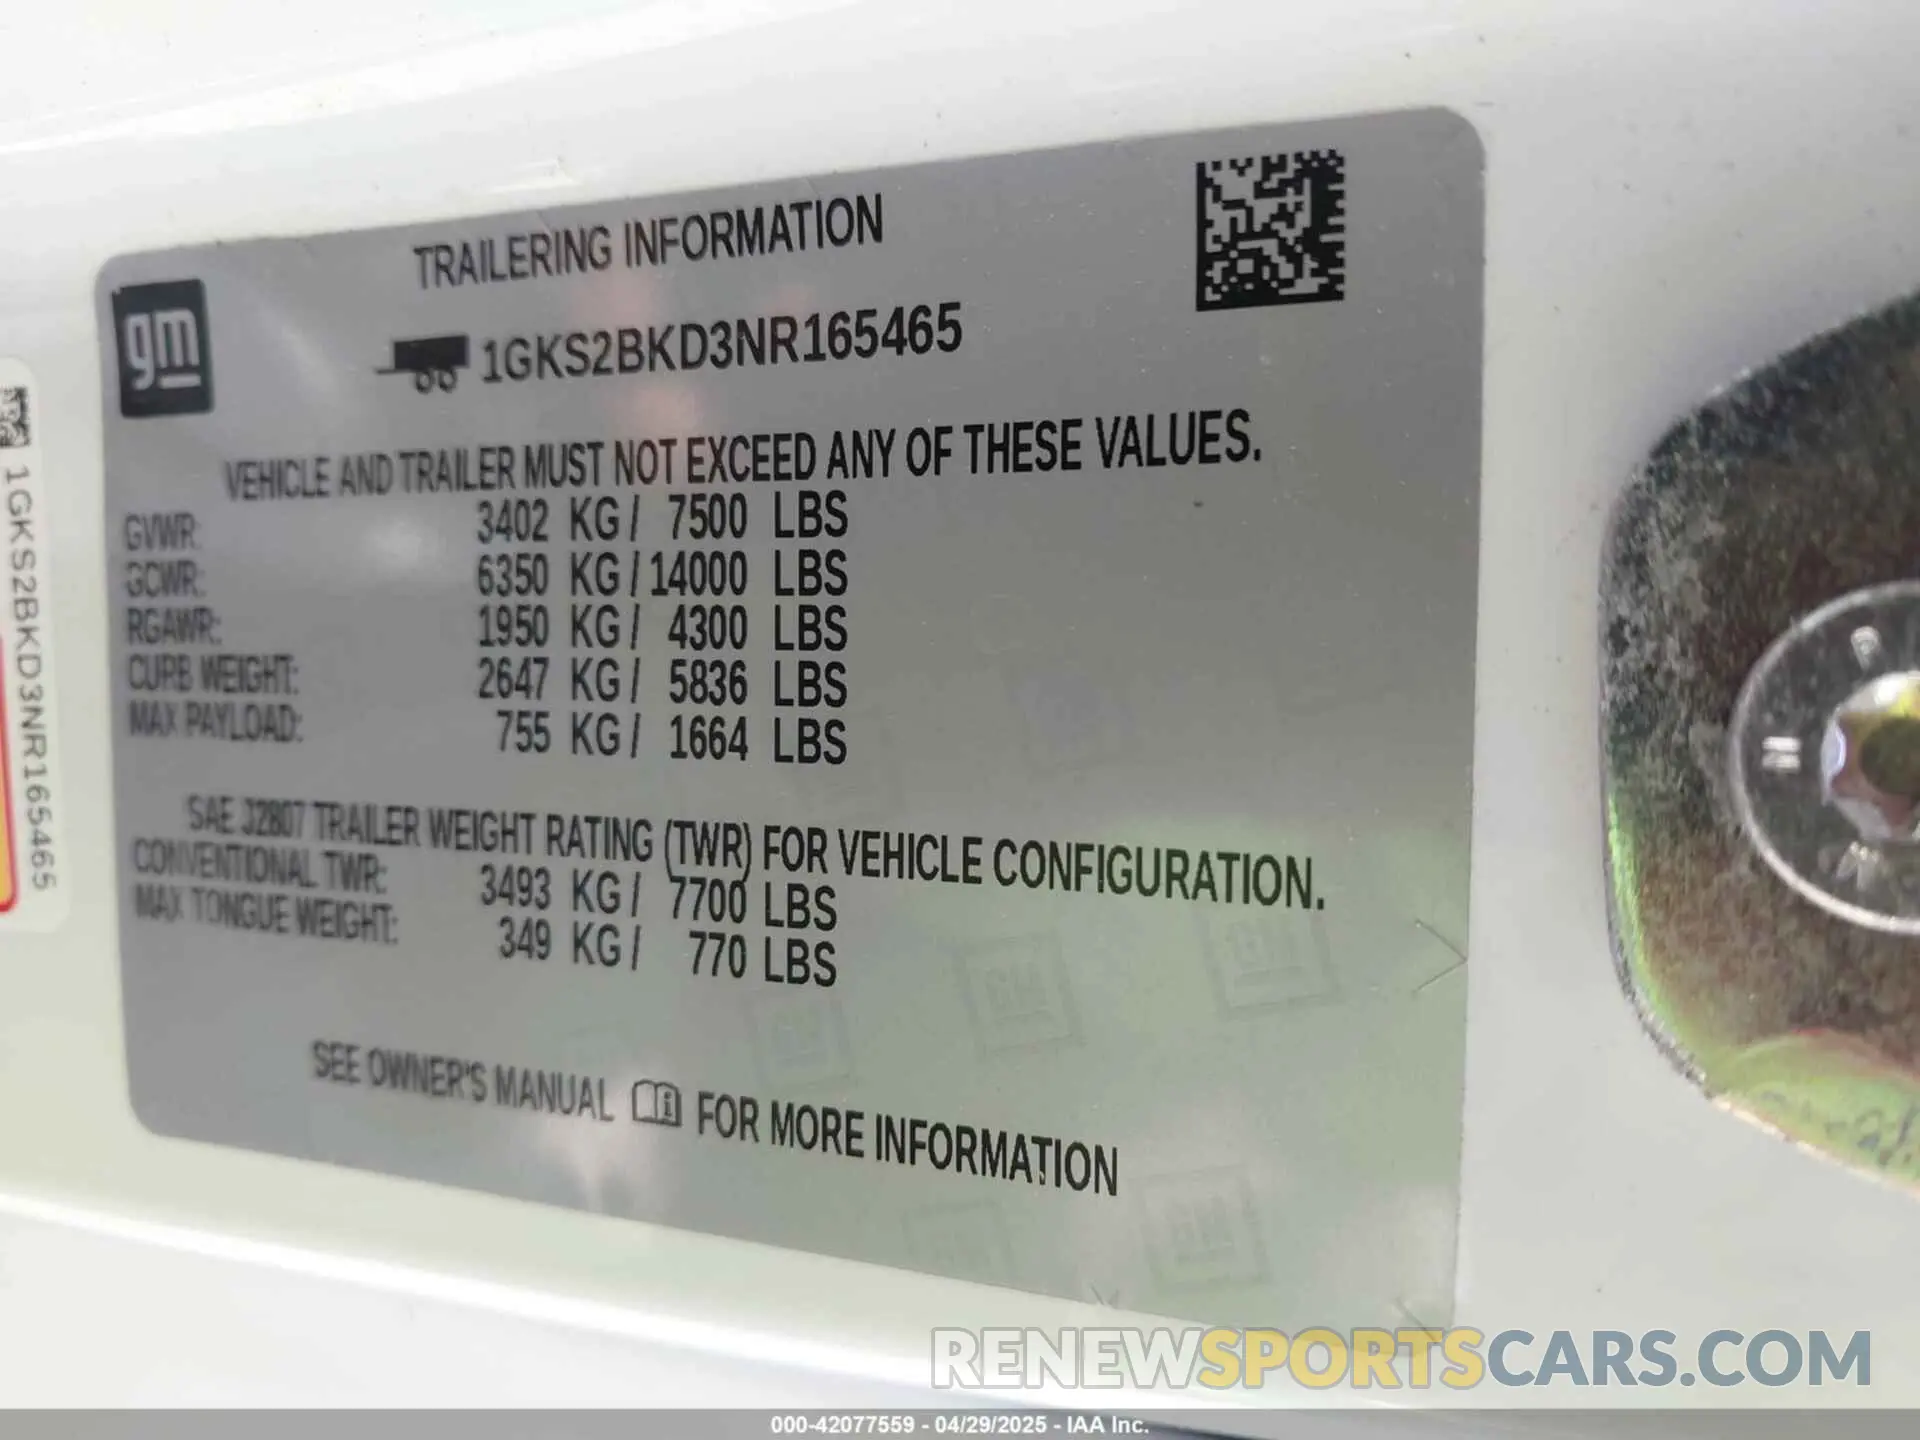 gm
TRAILERING INFORMATION
1GKS2BKD3NR165465
VEHICLE AND TRAILER MUST NOT EXCEED ANY OF THESE VALUES.
GVWR: 3402 KG / 7500 LBS
GCWR: 6350 KG / 14000 LBS
RGAWR: 1950 KG / 4300 LBS
CURB WEIGHT: 2647 KG / 5836 LBS
MAX PAYLOAD: 755 KG / 1664 LBS
SAE J2807 TRAILER WEIGHT RATING (TWR) FOR VEHICLE CONFIGURATION.
CONVENTIONAL TWR: 3493 KG / 7700 LBS
MAX TONGUE WEIGHT: 349 KG / 770 LBS
SEE OWNER'S MANUAL FOR MORE INFORMATION
1GKS2BKD3NR165465
GM
GM
GM
GM
RENEWSPORTSCARS.COM
000-42077559 - 04/29/2025 - IAA Inc.